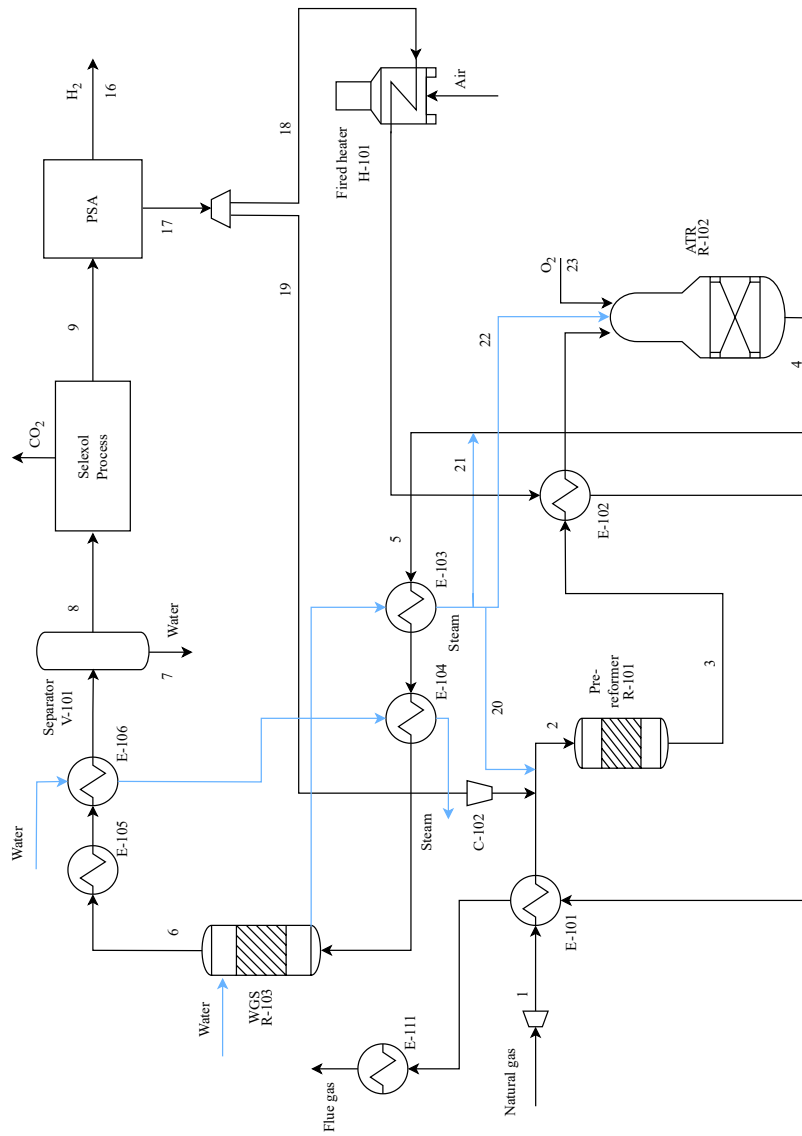 Natural gas
1
E-101
Flue gas
E-111
2
Pre-
reformer
R-101
3
E-102
ATR
R-102
O2
23
22
21
20
4
5
E-103
Steam
E-104
Steam
C-102
Water
WGS
R-103
6
E-105
E-106
Water
Separator
V-101
7
Water
8
Selexol
Process
CO2
9
PSA
H2
16
17
18
19
Fired heater
H-101
Air